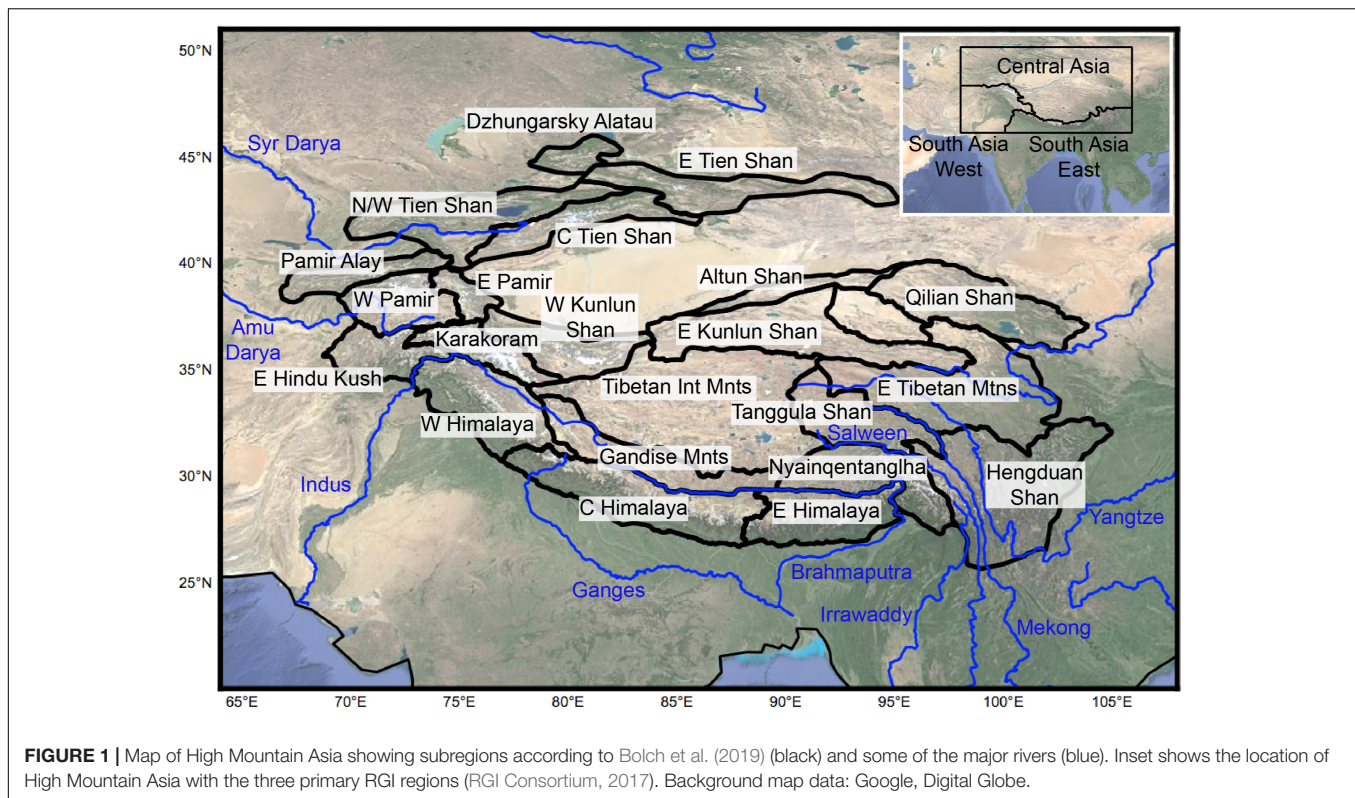 50°N
45°N
40°N
35°N
30°N
25°N
65°E
70°E
75°E
80°E
85°E
90°E
95°E
100°E
105°E
Central Asia
South Asia
West
South Asia
East
Dzhungarsky Alatau
Syr Darya
E Tien Shan
N/W Tien Shan
C Tien Shan
Pamir Alay
E Pamir
Altun Shan
W Pamir
Qilian Shan
W Kunlun
Shan
Amu
Darya
E Kunlun Shan
Karakoram
E Hindu Kush
Tibetan Int Mnts
E Tibetan Mtns
Tanggula Shan
W Himalaya
Salween
Gandise Mnts
Nyainqentanglha
Hengduan
Shan
Indus
C Himalaya
E Himalaya
Yangtze
Brahmaputra
Ganges
Irrawaddy
Mekong
FIGURE 1 | Map of High Mountain Asia showing subregions according to Bolch et al. (2019) (black) and some of the major rivers (blue). Inset shows the location of
High Mountain Asia with the three primary RGI regions (RGI Consortium, 2017). Background map data: Google, Digital Globe.